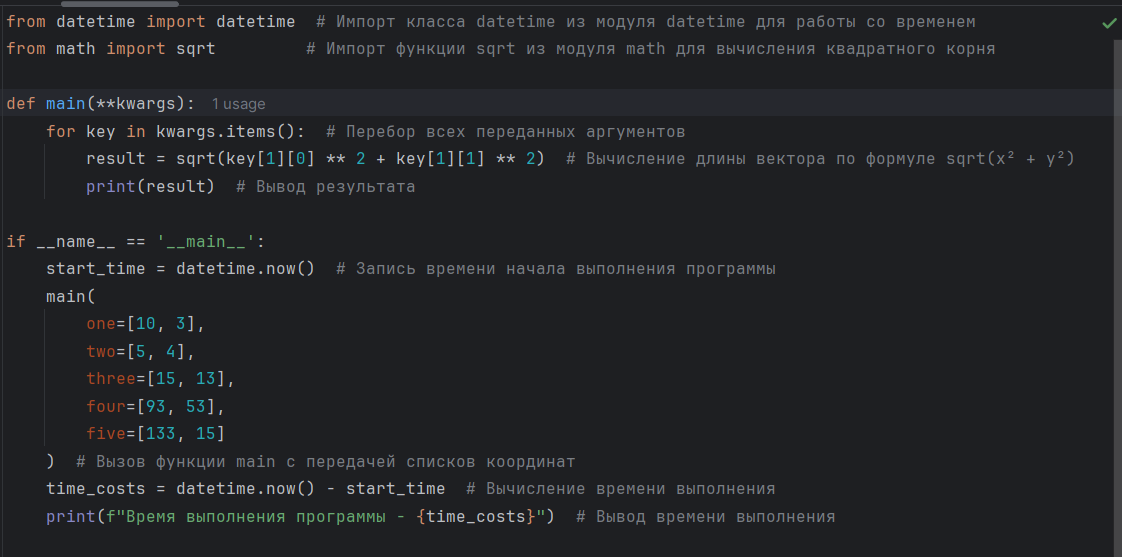 from datetime import datetime  # Импорт класса datetime из модуля datetime для работы со временем
from math import sqrt         # Импорт функции sqrt из модуля math для вычисления квадратного корня
def main(**kwargs):  1 usage
    for key in kwargs.items():  # Перебор всех переданных аргументов
        result = sqrt(key[1][0] ** 2 + key[1][1] ** 2)  # Вычисление длины вектора по формуле sqrt(x² + y²)
        print(result)  # Вывод результата
if __name__ == '__main__':
    start_time = datetime.now()  # Запись времени начала выполнения программы
    main(
        one=[10, 3],
        two=[5, 4],
        three=[15, 13],
        four=[93, 53],
        five=[133, 15]
    )  # Вызов функции main с передачей списков координат
    time_costs = datetime.now() - start_time  # Вычисление времени выполнения
    print(f"Время выполнения программы - {time_costs}")  # Вывод времени выполнения